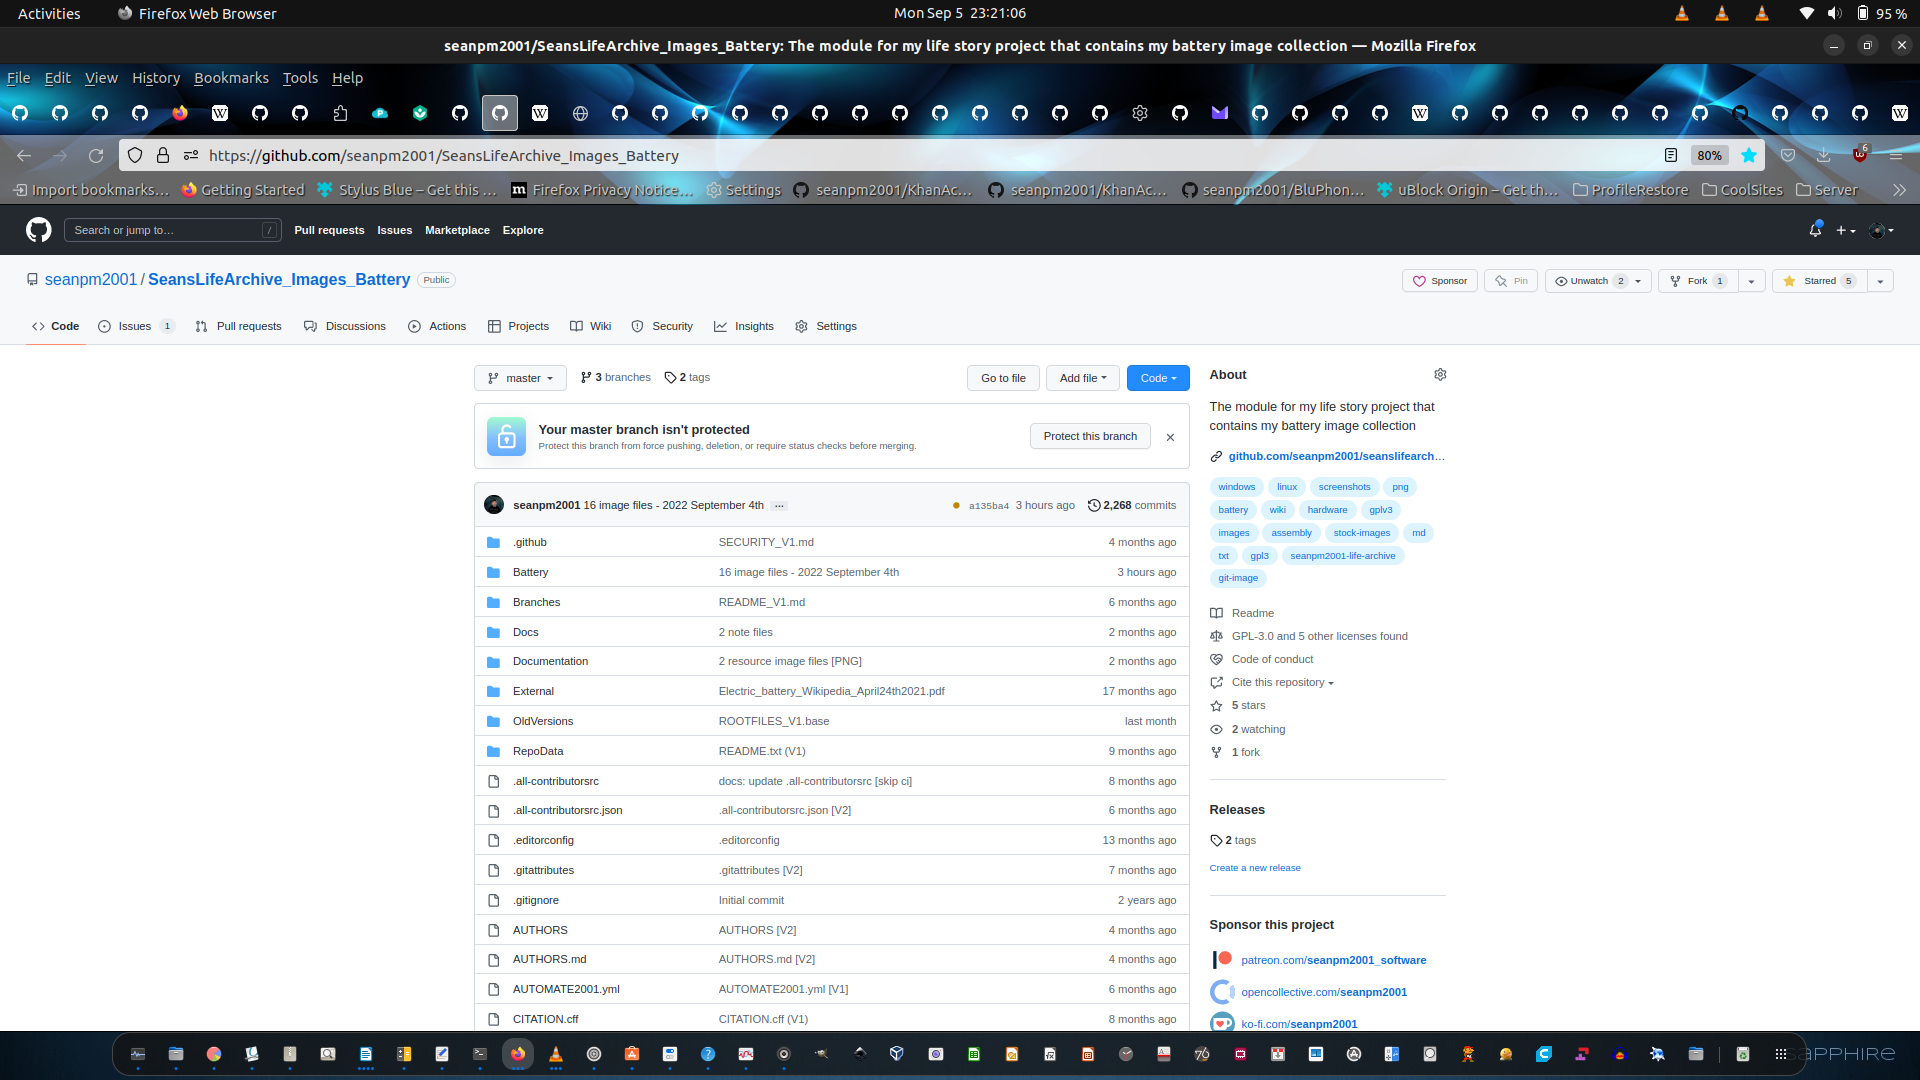 Activities
Firefox Web Browser
Mon Sep 5 23:21:06
95 %
seanpm2001/SeansLifeArchive_Images_Battery: The module for my life story project that contains my battery image collection — Mozilla Firefox
File Edit View History Bookmarks Tools Help
https://github.com/seanpm2001/SeansLifeArchive_Images_Battery
80%
6
Import bookmarks… Getting Started Stylus Blue – Get this … Firefox Privacy Notice… Settings seanpm2001/KhanAc… seanpm2001/KhanAc… seanpm2001/BluPhon… uBlock Origin – Get th… ProfileRestore CoolSites Server
Search or jump to… / Pull requests Issues Marketplace Explore
seanpm2001 / SeansLifeArchive_Images_Battery Public
Sponsor Pin Unwatch 2 Fork 1 Starred 5
Code Issues 1 Pull requests Discussions Actions Projects Wiki Security Insights Settings
master 3 branches 2 tags Go to file Add file Code
Your master branch isn't protected
Protect this branch from force pushing, deletion, or require status checks before merging.
Protect this branch
seanpm2001 16 image files - 2022 September 4th … a135ba4 3 hours ago 2,268 commits
.github SECURITY_V1.md 4 months ago
Battery 16 image files - 2022 September 4th 3 hours ago
Branches README_V1.md 6 months ago
Docs 2 note files 2 months ago
Documentation 2 resource image files [PNG] 2 months ago
External Electric_battery_Wikipedia_April24th2021.pdf 17 months ago
OldVersions ROOTFILES_V1.base last month
RepoData README.txt (V1) 9 months ago
.all-contributorsrc docs: update .all-contributorsrc [skip ci] 8 months ago
.all-contributorsrc.json .all-contributorsrc.json [V2] 6 months ago
.editorconfig .editorconfig 13 months ago
.gitattributes .gitattributes [V2] 7 months ago
.gitignore Initial commit 2 years ago
AUTHORS AUTHORS [V2] 4 months ago
AUTHORS.md AUTHORS.md [V2] 4 months ago
AUTOMATE2001.yml AUTOMATE2001.yml [V1] 6 months ago
CITATION.cff CITATION.cff (V1) 8 months ago
About
The module for my life story project that
contains my battery image collection
github.com/seanpm2001/seanslifearch…
windows linux screenshots png
battery wiki hardware gplv3
images assembly stock-images md
txt gpl3 seanpm2001-life-archive
git-image
Readme
GPL-3.0 and 5 other licenses found
Code of conduct
Cite this repository
5 stars
2 watching
1 fork
Releases
2 tags
Create a new release
Sponsor this project
patreon.com/seanpm2001_software
opencollective.com/seanpm2001
ko-fi.com/seanpm2001